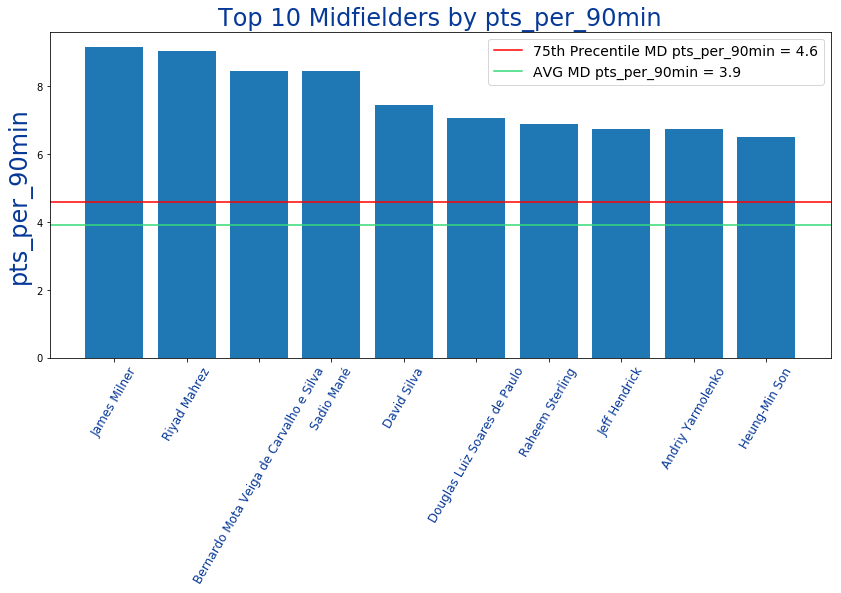 Top 10 Midfielders by pts_per_90min
75th Precentile MD pts_per_90min = 4.6
AVG MD pts_per_90min = 3.9
pts_per_90min
8
6
4
2
0
James Milner
Riyad Mahrez
Bernardo Mota Veiga de Carvalho e Silva
Sadio Mané
David Silva
Douglas Luiz Soares de Paulo
Raheem Sterling
Jeff Hendrick
Andriy Yarmolenko
Heung-Min Son